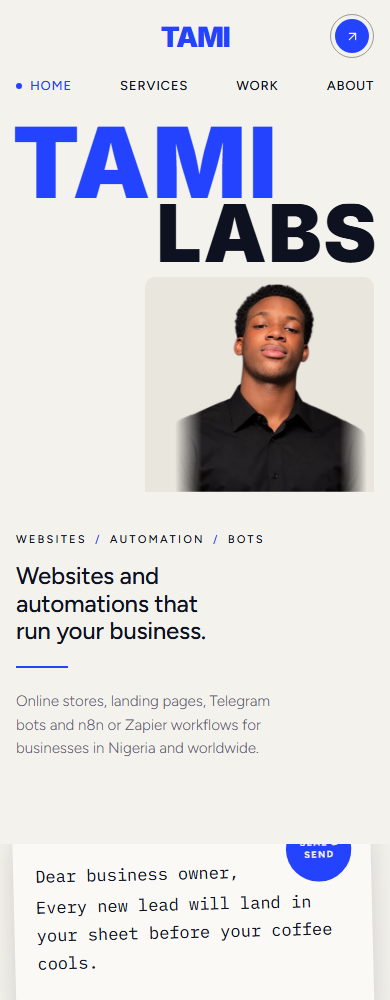 TAMI
HOME SERVICES WORK ABOUT
TAMI
LABS
WEBSITES / AUTOMATION / BOTS
Websites and
automations that
run your business.
Online stores, landing pages, Telegram
bots and n8n or Zapier workflows for
businesses in Nigeria and worldwide.
SEND
Dear business owner,
Every new lead will land in
your sheet before your coffee
cools.